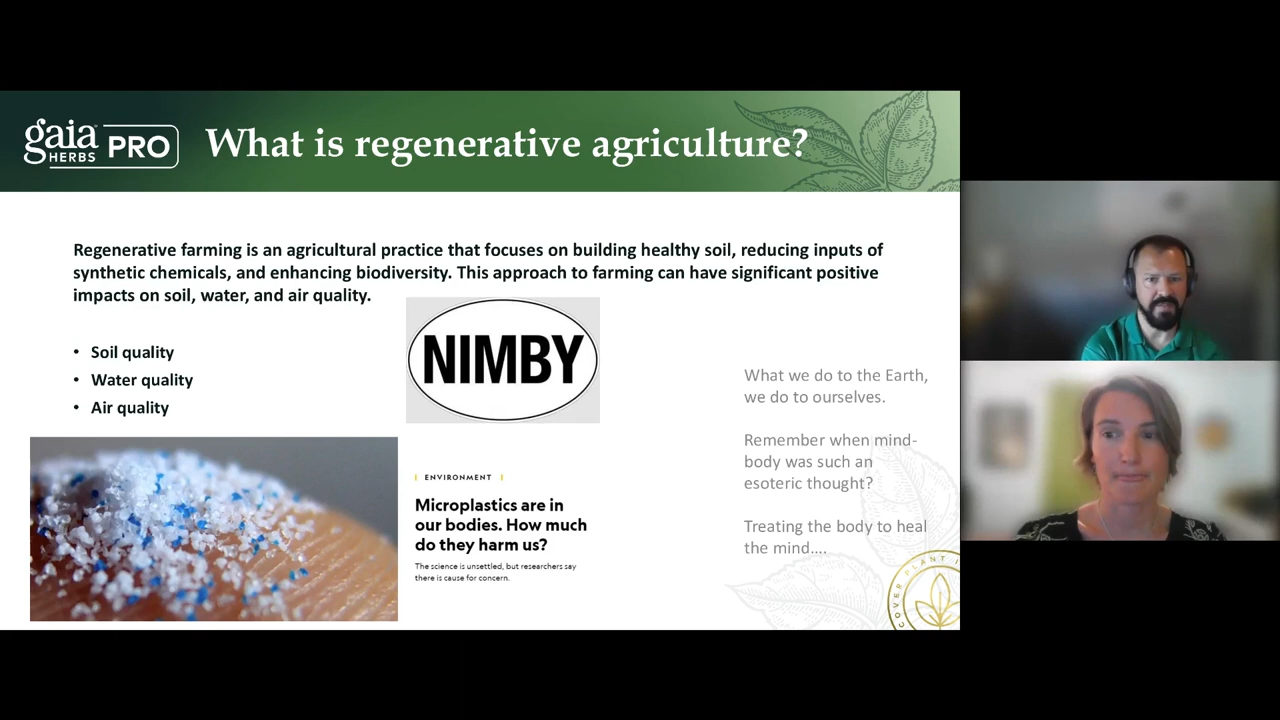 gaia
HERBS
PRO
What is regenerative agriculture?
Regenerative farming is an agricultural practice that focuses on building healthy soil, reducing inputs of
synthetic chemicals, and enhancing biodiversity. This approach to farming can have significant positive
impacts on soil, water, and air quality.
• Soil quality
• Water quality
• Air quality
NIMBY
ENVIRONMENT
Microplastics are in
our bodies. How much
do they harm us?
The science is unsettled, but researchers say
there is cause for concern.
What we do to the Earth,
we do to ourselves.
Remember when mind-
body was such an
esoteric thought?
Treating the body to heal
the mind....
COVER PLANT I